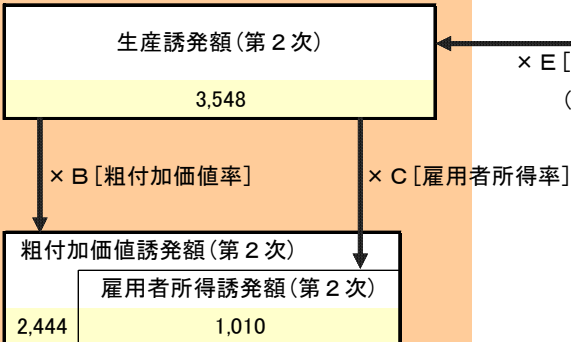 生産誘発額(第2次)
3,548
×E[
(
×B[粗付加価値率]
×C[雇用者所得率]
粗付加価値誘発額(第2次)
雇用者所得誘発額(第2次)
2,444
1,010